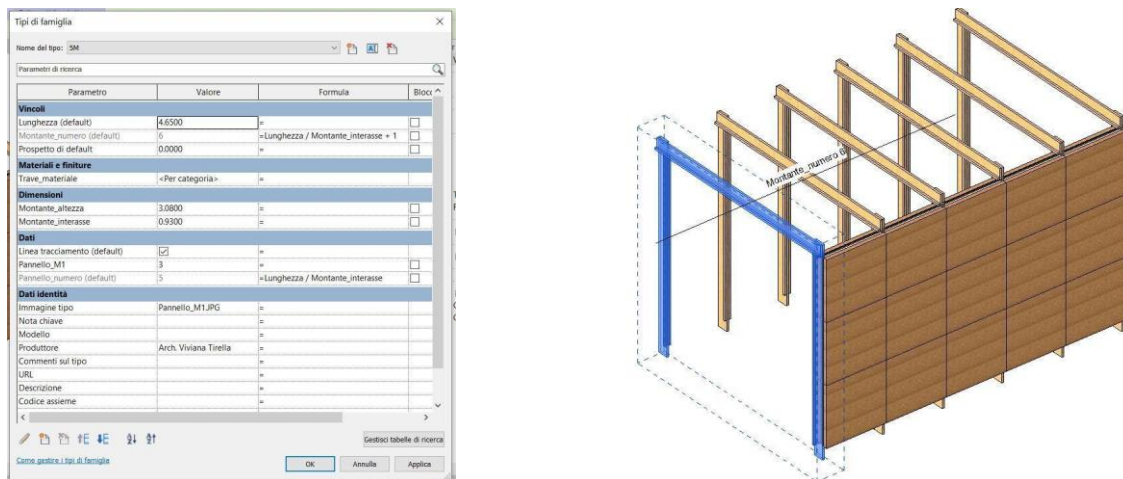 Tipi di famiglia
Nome del tipo: 5M
Parametri di ricerca
Parametro Valore Formula Blocc
Vincoli
Lunghezza (default) 4.6500 =
Montante_numero (default) 6 =Lunghezza / Montante_interasse + 1
Prospetto di default 0.0000 =
Materiali e finiture
Trave_materiale <Per categoria> =
Dimensioni
Montante_altezza 3.0800 =
Montante_interasse 0.9300 =
Dati
Linea tracciamento (default) =
Pannello_M1 3 =
Pannello_numero (default) 5 =Lunghezza / Montante_interasse
Dati identità
Immagine tipo Pannello_M1.JPG =
Nota chiave =
Modello =
Produttore Arch. Viviana Tirella =
Commenti sul tipo =
URL =
Descrizione =
Codice assieme =
Gestisci tabelle di ricerca
Come gestire i tipi di famiglia
OK Annulla Applica
Montante_numero 6